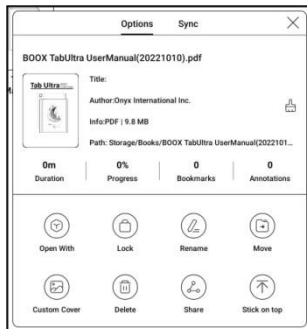 Options Sync
BOOX TabUltra UserManual(20221010).pdf
Tab Ultra
Title:
Author:Onyx International Inc.
Info:PDF | 9.8 MB
Path: Storage/Books/BOOX TabUltra UserManual(2022101...
0m 0% 0 0
Duration Progress Bookmarks Annotations
Open With Lock Rename Move
Custom Cover Delete Share Stick on top